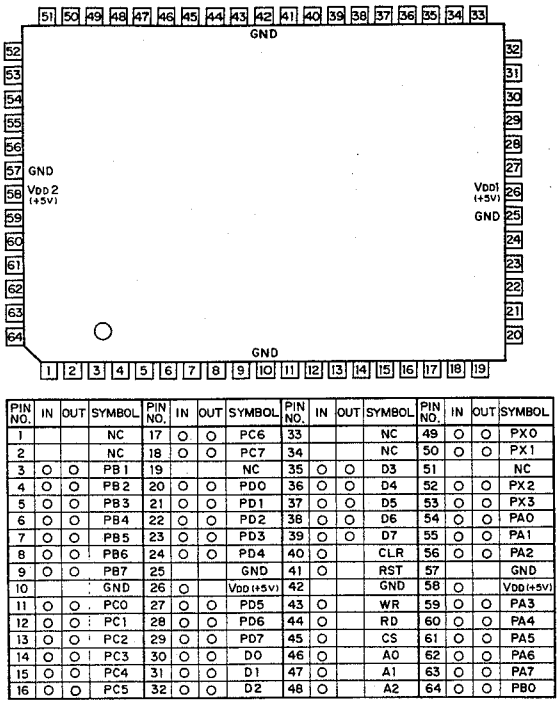 51 50 49 48 47 46 45 44 43 42 41 40 39 38 37 36 35 34 33
GND
52 32
53 31
54 30
55 29
56 28
57 GND 27
58 VDD2 (+5V) VDD1 (+5V) 26
59 GND 25
60 24
61 23
62 22
63 21
64 20
GND
1 2 3 4 5 6 7 8 9 10 11 12 13 14 15 16 17 18 19
PIN NO. IN OUT SYMBOL PIN NO. IN OUT SYMBOL PIN NO. IN OUT SYMBOL PIN NO. IN OUT SYMBOL
1 NC 17 O O PC6 33 NC 49 O O PX0
2 NC 18 O O PC7 34 NC 50 O O PX1
3 O O PB1 19 NC 35 O O D3 51 NC
4 O O PB2 20 O O PD0 36 O O D4 52 O O PX2
5 O O PB3 21 O O PD1 37 O O D5 53 O O PX3
6 O O PB4 22 O O PD2 38 O O D6 54 O O PA0
7 O O PB5 23 O O PD3 39 O O D7 55 O O PA1
8 O O PB6 24 O O PD4 40 O CLR 56 O O PA2
9 O O PB7 25 GND 41 O RST 57 GND
10 GND 26 O VDD(+5V) 42 GND 58 O VDD(+5V)
11 O O PC0 27 O O PD5 43 O WR 59 O O PA3
12 O O PC1 28 O O PD6 44 O RD 60 O O PA4
13 O O PC2 29 O O PD7 45 O CS 61 O O PA5
14 O O PC3 30 O O D0 46 O A0 62 O O PA6
15 O O PC4 31 O O D1 47 O A1 63 O O PA7
16 O O PC5 32 O O D2 48 O A2 64 O O PB0